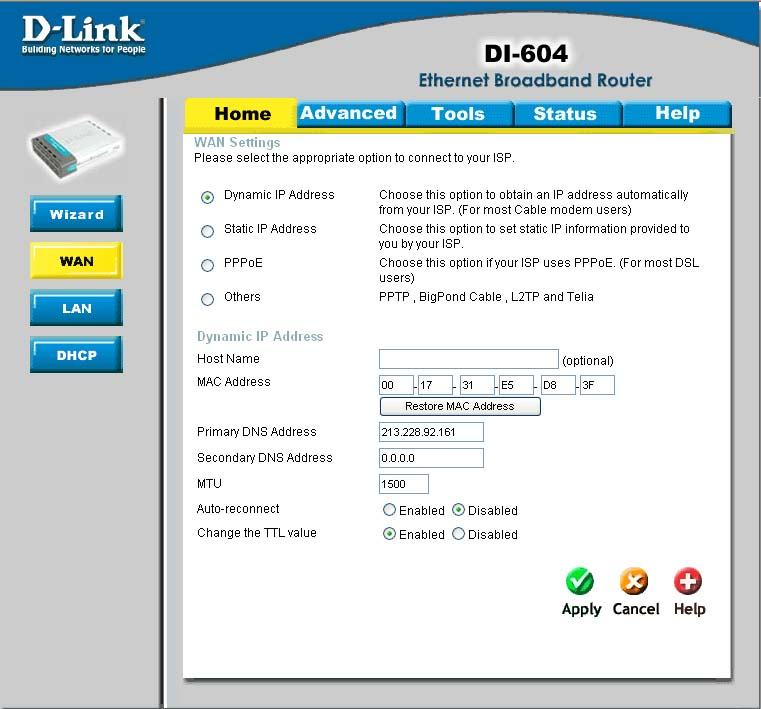 D-Link
Building Networks for People
DI-604
Ethernet Broadband Router
Home Advanced Tools Status Help
Wizard
WAN
LAN
DHCP
WAN Settings
Please select the appropriate option to connect to your ISP.
Dynamic IP Address Choose this option to obtain an IP address automatically
from your ISP. (For most Cable modem users)
Static IP Address Choose this option to set static IP information provided to
you by your ISP.
PPPoE Choose this option if your ISP uses PPPoE. (For most DSL
users)
Others PPTP , BigPond Cable , L2TP and Telia
Dynamic IP Address
Host Name (optional)
MAC Address 00 - 17 - 31 - E5 - D8 - 3F
Restore MAC Address
Primary DNS Address 213.228.92.161
Secondary DNS Address 0.0.0.0
MTU 1500
Auto-reconnect Enabled Disabled
Change the TTL value Enabled Disabled
Apply Cancel Help